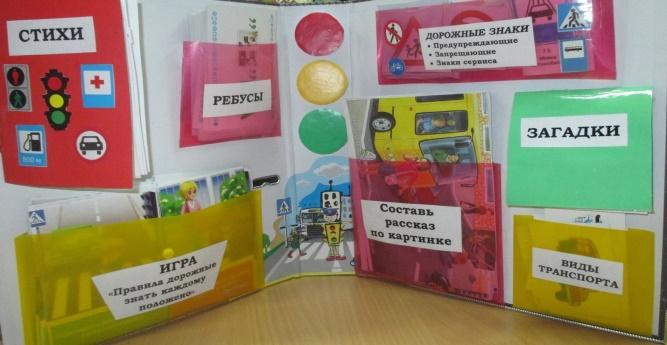 СТИХИ
500 м
РЕБУСЫ
ДОРОЖНЫЕ ЗНАКИ
• Предупреждающие
• Запрещающие
• Знаки сервиса
ЗАГАДКИ
Составь
рассказ
по картинке
ИГРА
«Правила дорожные
знать каждому
положено»
ВИДЫ
ТРАНСПОРТА